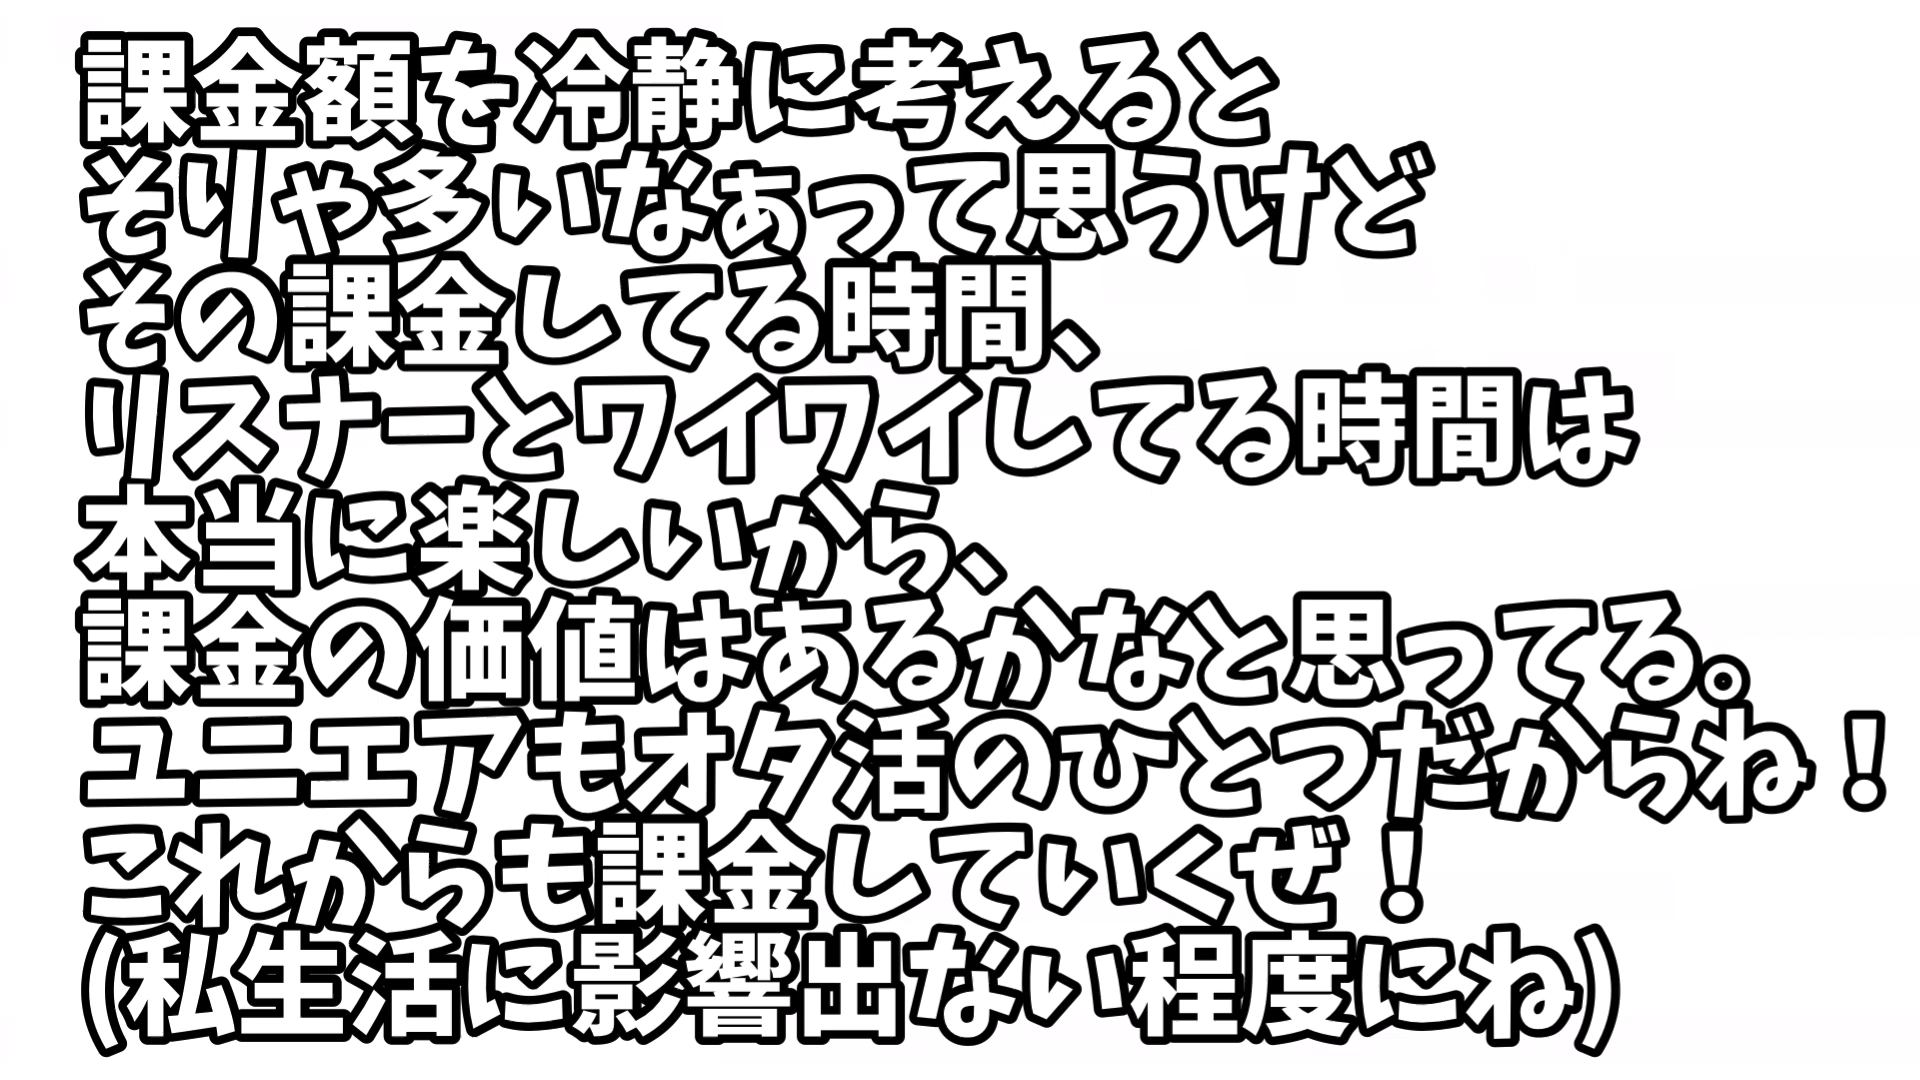 課金額を冷静に考えると
そりゃ多いなぁって思うけど
その課金してる時間、
リスナーとワイワイしてる時間は
本当に楽しいから、
課金の価値はあるかなと思ってる。
ユニエアもオタ活のひとつだからね！
これからも課金していくぜ！
(私生活に影響出ない程度にね)